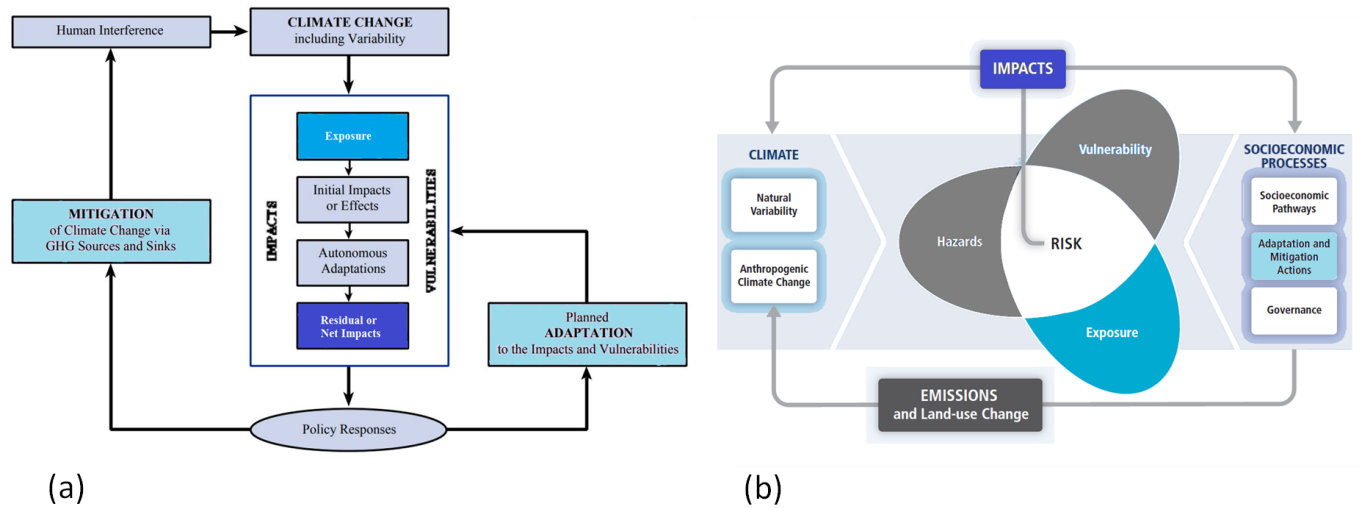 Human Interference
CLIMATE CHANGE
including Variability
Exposure
Initial Impacts
or Effects
Autonomous
Adaptations
Residual or
Net Impacts
IMPACTS
VULNERABILITIES
MITIGATION
of Climate Change via
GHG Sources and Sinks
Planned
ADAPTATION
to the Impacts and Vulnerabilities
Policy Responses
(a)
IMPACTS
CLIMATE
Natural
Variability
Anthropogenic
Climate Change
Vulnerability
Hazards
RISK
Exposure
SOCIOECONOMIC
PROCESSES
Socioeconomic
Pathways
Adaptation and
Mitigation
Actions
Governance
EMISSIONS
and Land-use Change
(b)